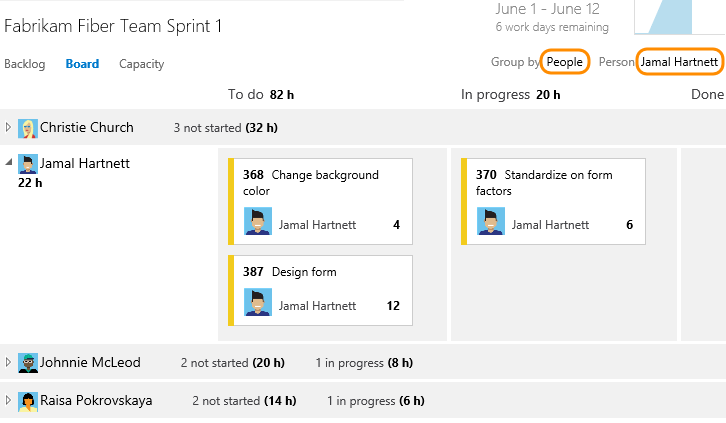 June 1 - June 12
Fabrikam Fiber Team Sprint 1
6 work days remaining
Backlog Board Capacity Group by People Person Jamal Hartnett
To do 82 h In progress 20 h Done
Christie Church 3 not started (32 h)
Jamal Hartnett
22 h
368 Change background
color
Jamal Hartnett 4
370 Standardize on form
factors
Jamal Hartnett 6
387 Design form
Jamal Hartnett 12
Johnnie McLeod 2 not started (20 h) 1 in progress (8 h)
Raisa Pokrovskaya 2 not started (14 h) 1 in progress (6 h)